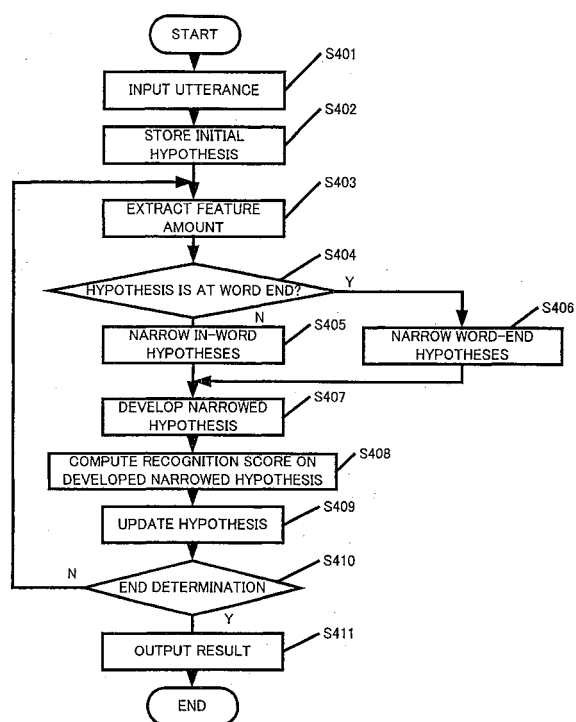 START
S401
INPUT UTTERANCE
S402
STORE INITIAL
HYPOTHESIS
S403
EXTRACT FEATURE
AMOUNT
S404
HYPOTHESIS IS AT WORD END?
Y
N
S405
NARROW IN-WORD
HYPOTHESES
S406
NARROW WORD-END
HYPOTHESES
S407
DEVELOP NARROWED
HYPOTHESIS
S408
COMPUTE RECOGNITION SCORE ON
DEVELOPED NARROWED HYPOTHESIS
S409
UPDATE HYPOTHESIS
S410
N
END DETERMINATION
Y
S411
OUTPUT RESULT
END